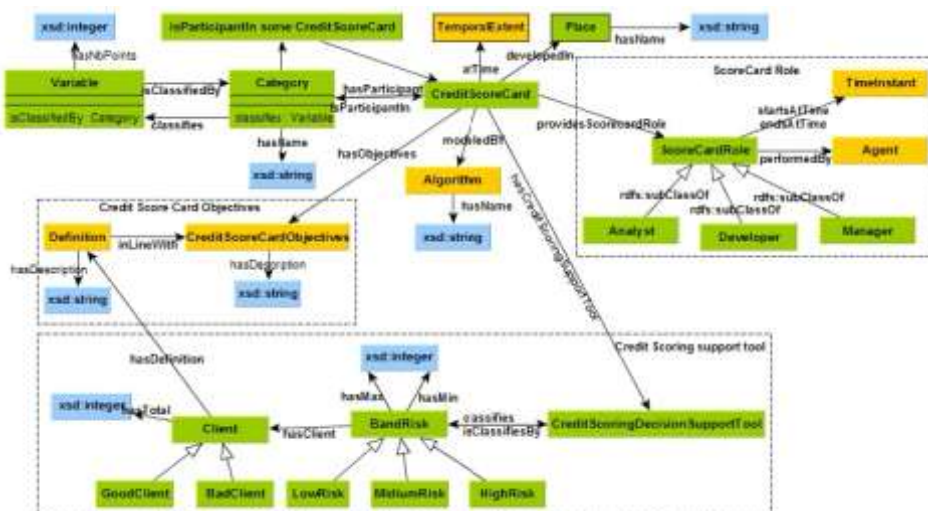 xsd:integer
isParticipantIn some CreditScoreCard
TemporalExtent
Place
hasName
xsd:string
hasNbPoints
atTime
developedIn
ScoreCard Role
Variable
isClassifiedBy
Category
hasParticipant
isParticipantIn
CreditScoreCard
TimeInstant
startsAtTime
endsAtTime
isClassifiedBy Category
classifies
classifies Variable
providesScorecardRole
ScoreCardRole
performedBy
Agent
hasName
hasObjectives
modeledBY
xsd:string
Algorithm
hasName
rdfs:subClassOf
rdfs:subClassOf
rdfs:subClassOf
Analyst
Developer
Manager
Credit Score Card Objectives
xsd:string
Definition
inLineWith
CreditScoreCardObjectives
hasCreditScoringSupportTool
hasDescription
xsd:string
xsd:string
Credit Scoring support tool
hasDefinition
xsd:integer
hasMax
hasMin
xsd:integer
hasTotal
Client
hasClient
BandRisk
classifies
isClassifiesBy
CreditScoringDecisionSupportTool
GoodClient
BadClient
LowRisk
MidiumRisk
HighRisk